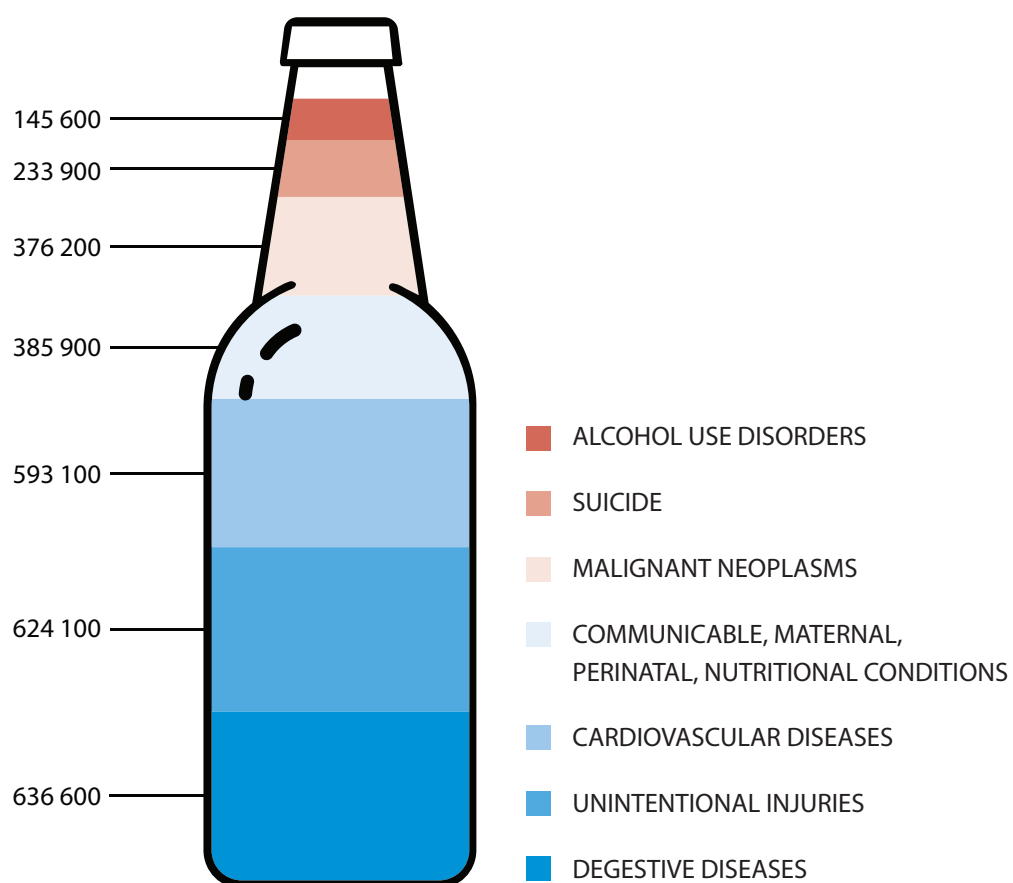 145 600
233 900
376 200
385 900
593 100
624 100
636 600
ALCOHOL USE DISORDERS
SUICIDE
MALIGNANT NEOPLASMS
COMMUNICABLE, MATERNAL,
PERINATAL, NUTRITIONAL CONDITIONS
CARDIOVASCULAR DISEASES
UNINTENTIONAL INJURIES
DEGESTIVE DISEASES